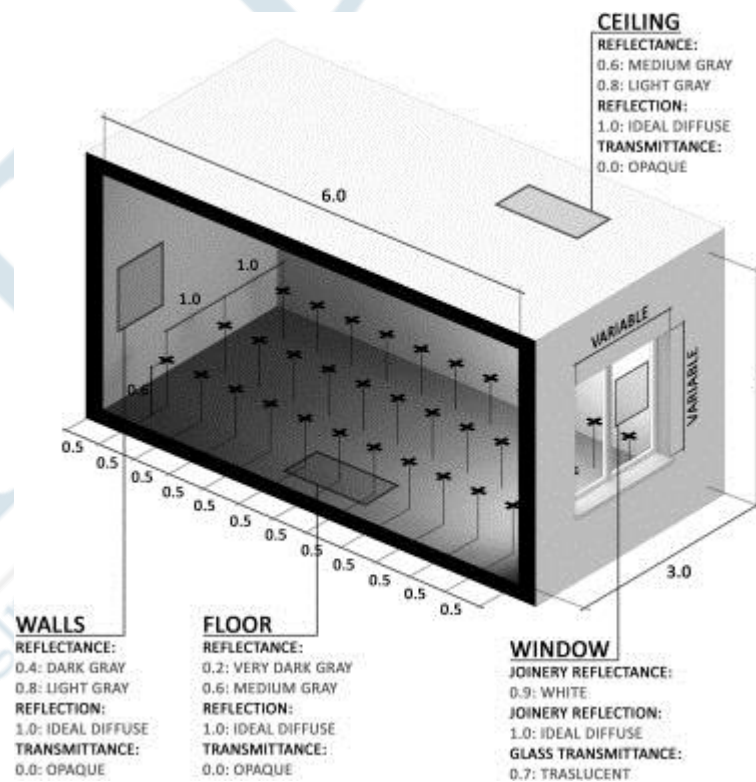 CEILING
REFLECTANCE:
0.6: MEDIUM GRAY
0.8: LIGHT GRAY
REFLECTION:
1.0: IDEAL DIFFUSE
TRANSMITTANCE:
0.0: OPAQUE
6.0
1.0
1.0
VARIABLE
VARIABLE
0.6
0.5
0.5
0.5
0.5
0.5
0.5
0.5
0.5
0.5
0.5
0.5
0.5
3.0
WALLS
REFLECTANCE:
0.4: DARK GRAY
0.8: LIGHT GRAY
REFLECTION:
1.0: IDEAL DIFFUSE
TRANSMITTANCE:
0.0: OPAQUE
FLOOR
REFLECTANCE:
0.2: VERY DARK GRAY
0.6: MEDIUM GRAY
REFLECTION:
1.0: IDEAL DIFFUSE
TRANSMITTANCE:
0.0: OPAQUE
WINDOW
JOINERY REFLECTANCE:
0.9: WHITE
JOINERY REFLECTION:
1.0: IDEAL DIFFUSE
GLASS TRANSMITTANCE:
0.7: TRASLUCENT